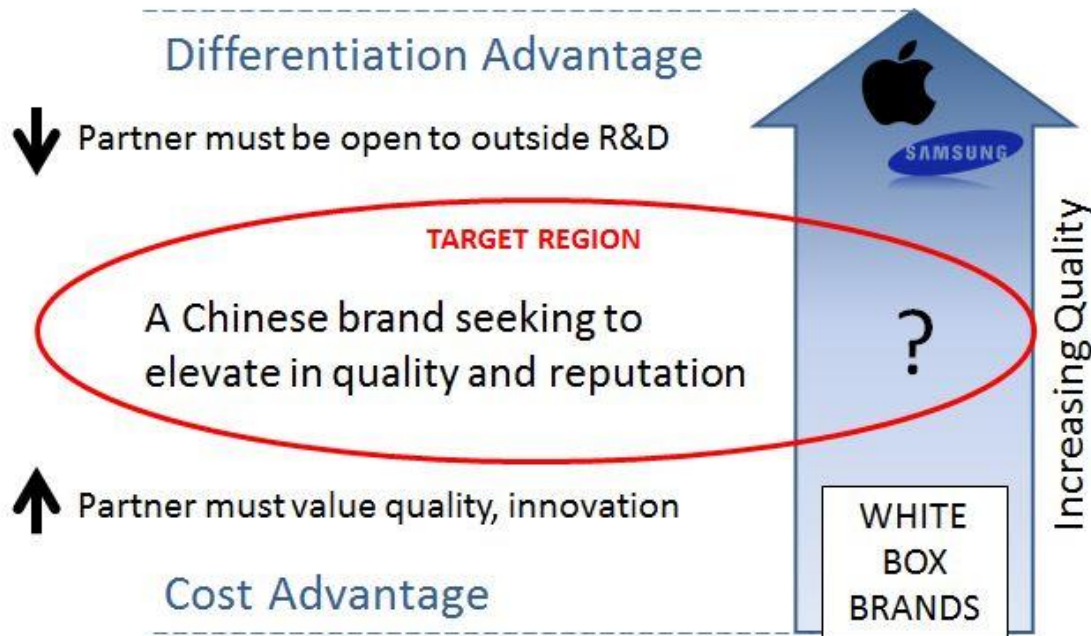 Differentiation Advantage
Partner must be open to outside R&D
SAMSUNG
TARGET REGION
A Chinese brand seeking to
elevate in quality and reputation
?
Increasing Quality
Partner must value quality, innovation
WHITE
BOX
BRANDS
Cost Advantage